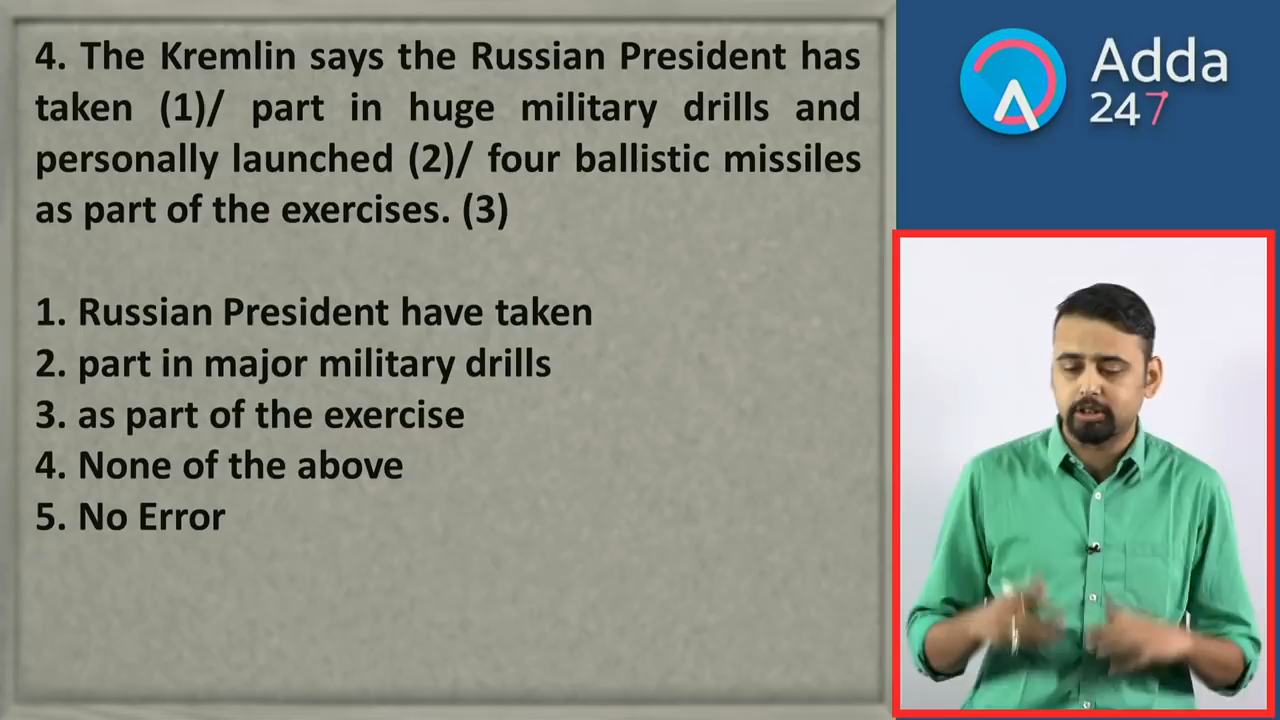 4. The Kremlin says the Russian President has
taken (1)/ part in huge military drills and
personally launched (2)/ four ballistic missiles
as part of the exercises. (3)
1. Russian President have taken
2. part in major military drills
3. as part of the exercise
4. None of the above
5. No Error
Adda
247